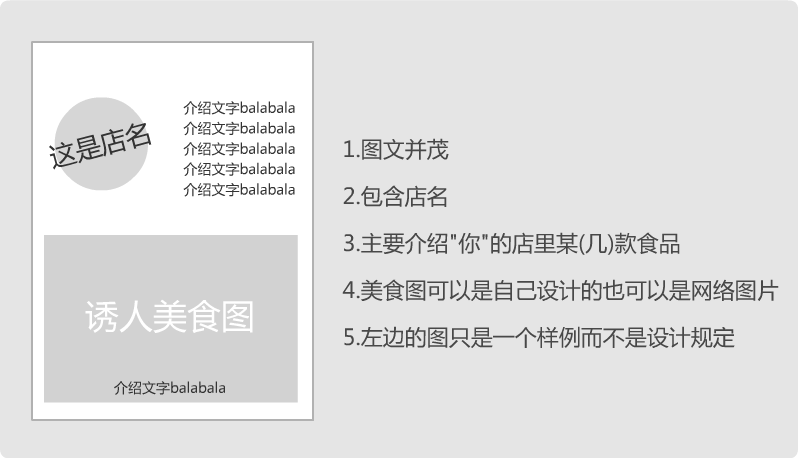 这是店名
介绍文字balabala
介绍文字balabala
介绍文字balabala
介绍文字balabala
介绍文字balabala
诱人美食图
介绍文字balabala
1.图文并茂
2.包含店名
3.主要介绍"你"的店里某(几)款食品
4.美食图可以是自己设计的也可以是网络图片
5.左边的图只是一个样例而不是设计规定